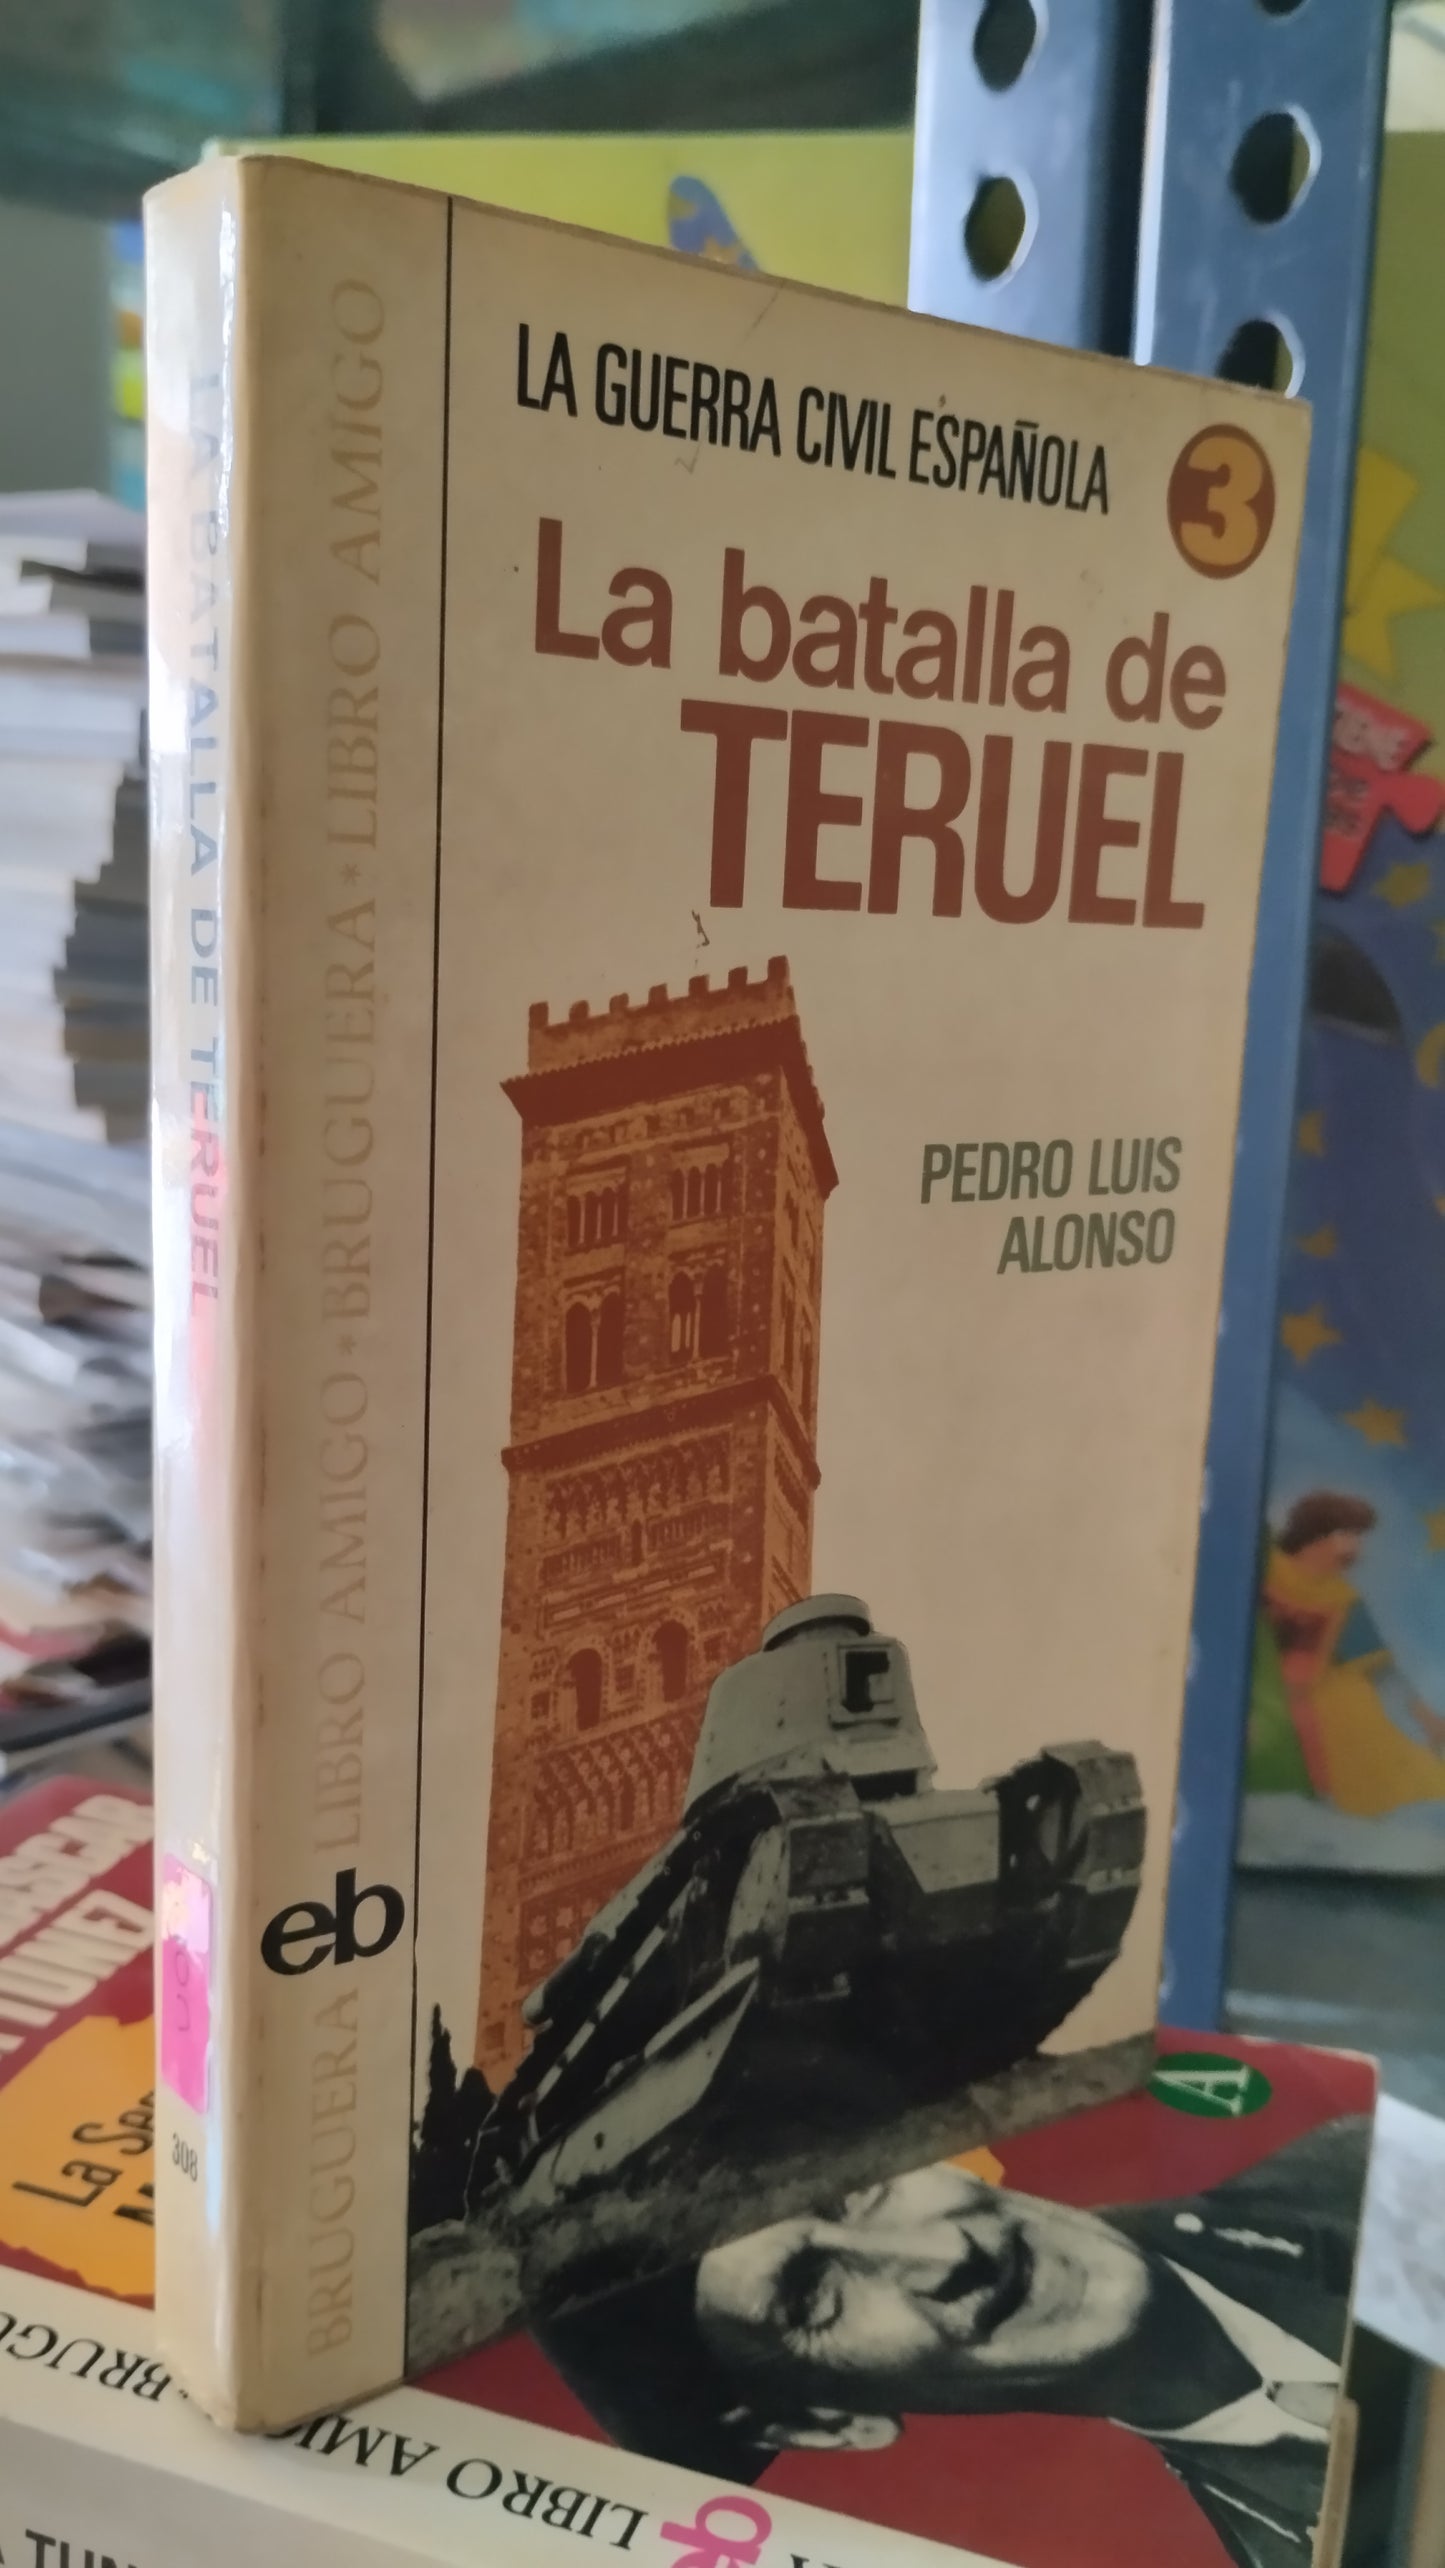 LA GUERRA CIVIL ESPAÑOLA
3
La batalla de
TERUEL
PEDRO LUIS
ALONSO
BRUGUERA LIBRO AMIGO * BRUGUERA * LIBRO AMIGO
eb
LA BATALLA DE TERUEL
308
LIBRO AMIGO
A
La